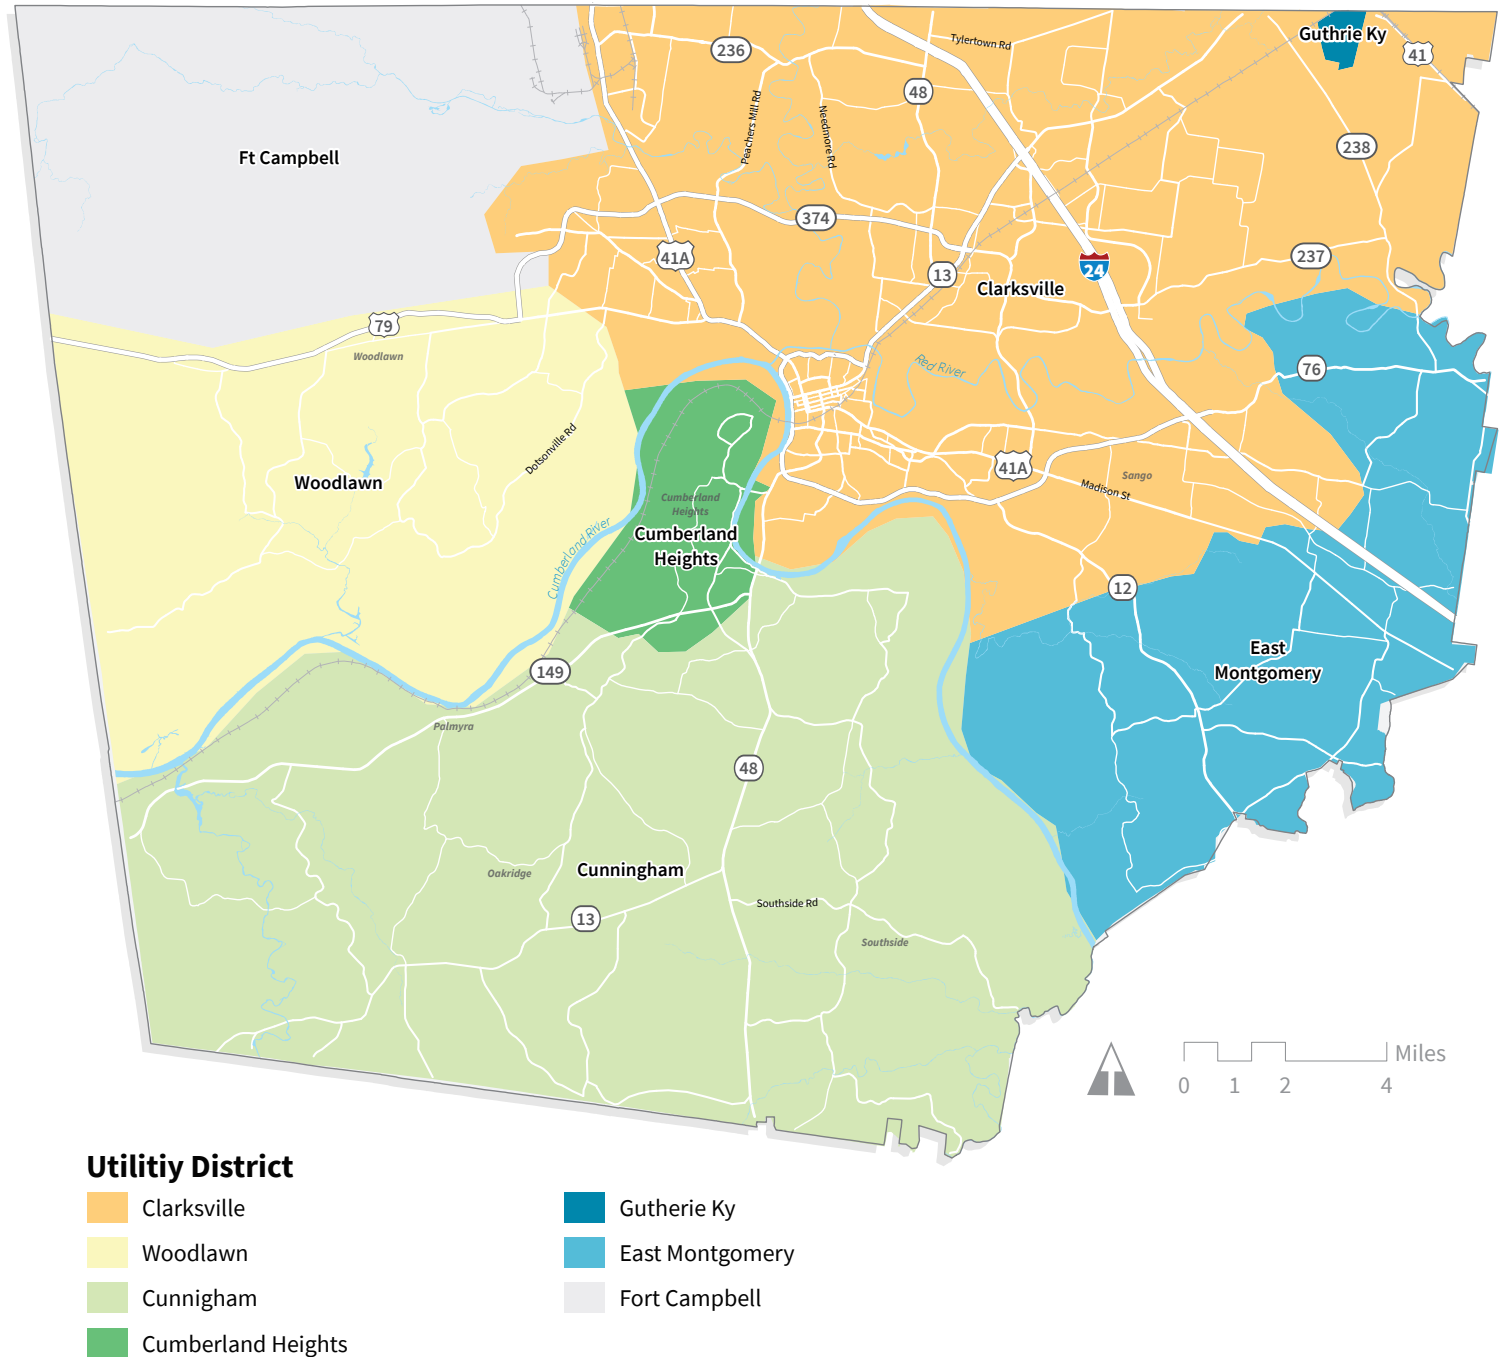 Guthrie Ky
Tylertown Rd
236
41
48
Peachers Mill Rd
Needmore Rd
238
Ft Campbell
374
41A
237
24
13
Clarksville
79
Woodlawn
Red River
76
Dotsonville Rd
41A
Sango
Madison St
Woodlawn
Cumberland
Heights
Cumberland
Heights
Cumberland River
12
149
East
Montgomery
Palmyra
48
Oakridge
Cunningham
Southside Rd
13
Southside
Miles
0 1 2 4
Utilitiy District
Clarksville
Woodlawn
Cunnigham
Cumberland Heights
Gutherie Ky
East Montgomery
Fort Campbell